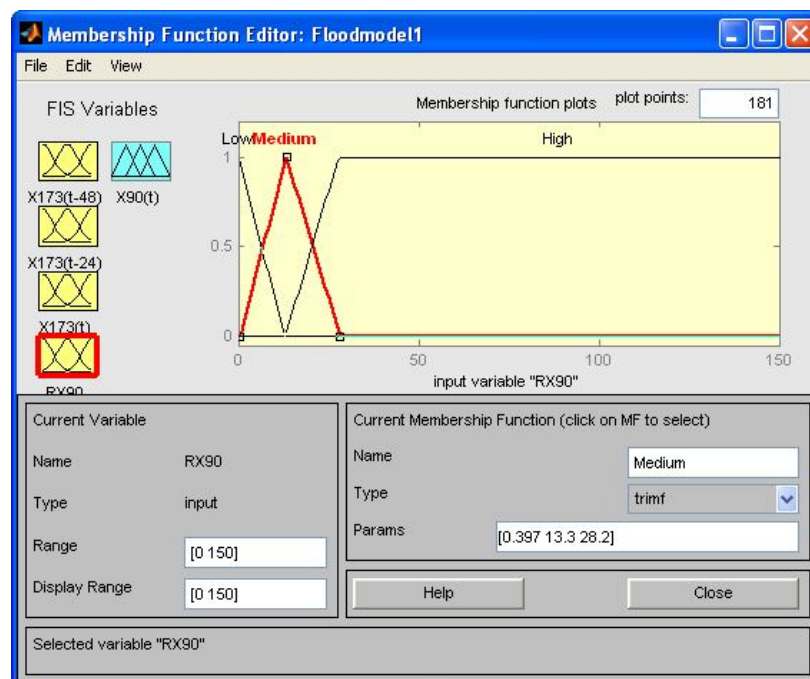 Membership Function Editor: Floodmodel1
File Edit View
FIS Variables
Membership function plots plot points: 181
X173(t-48) X90(t)
X173(t-24)
X173(t)
RX90
Low Medium High
1
0.5
0
0 50 100 150
input variable "RX90"
Current Variable
Name RX90
Type input
Range [0 150]
Display Range [0 150]
Current Membership Function (click on MF to select)
Name Medium
Type trimf
Params [0.397 13.3 28.2]
Help Close
Selected variable "RX90"